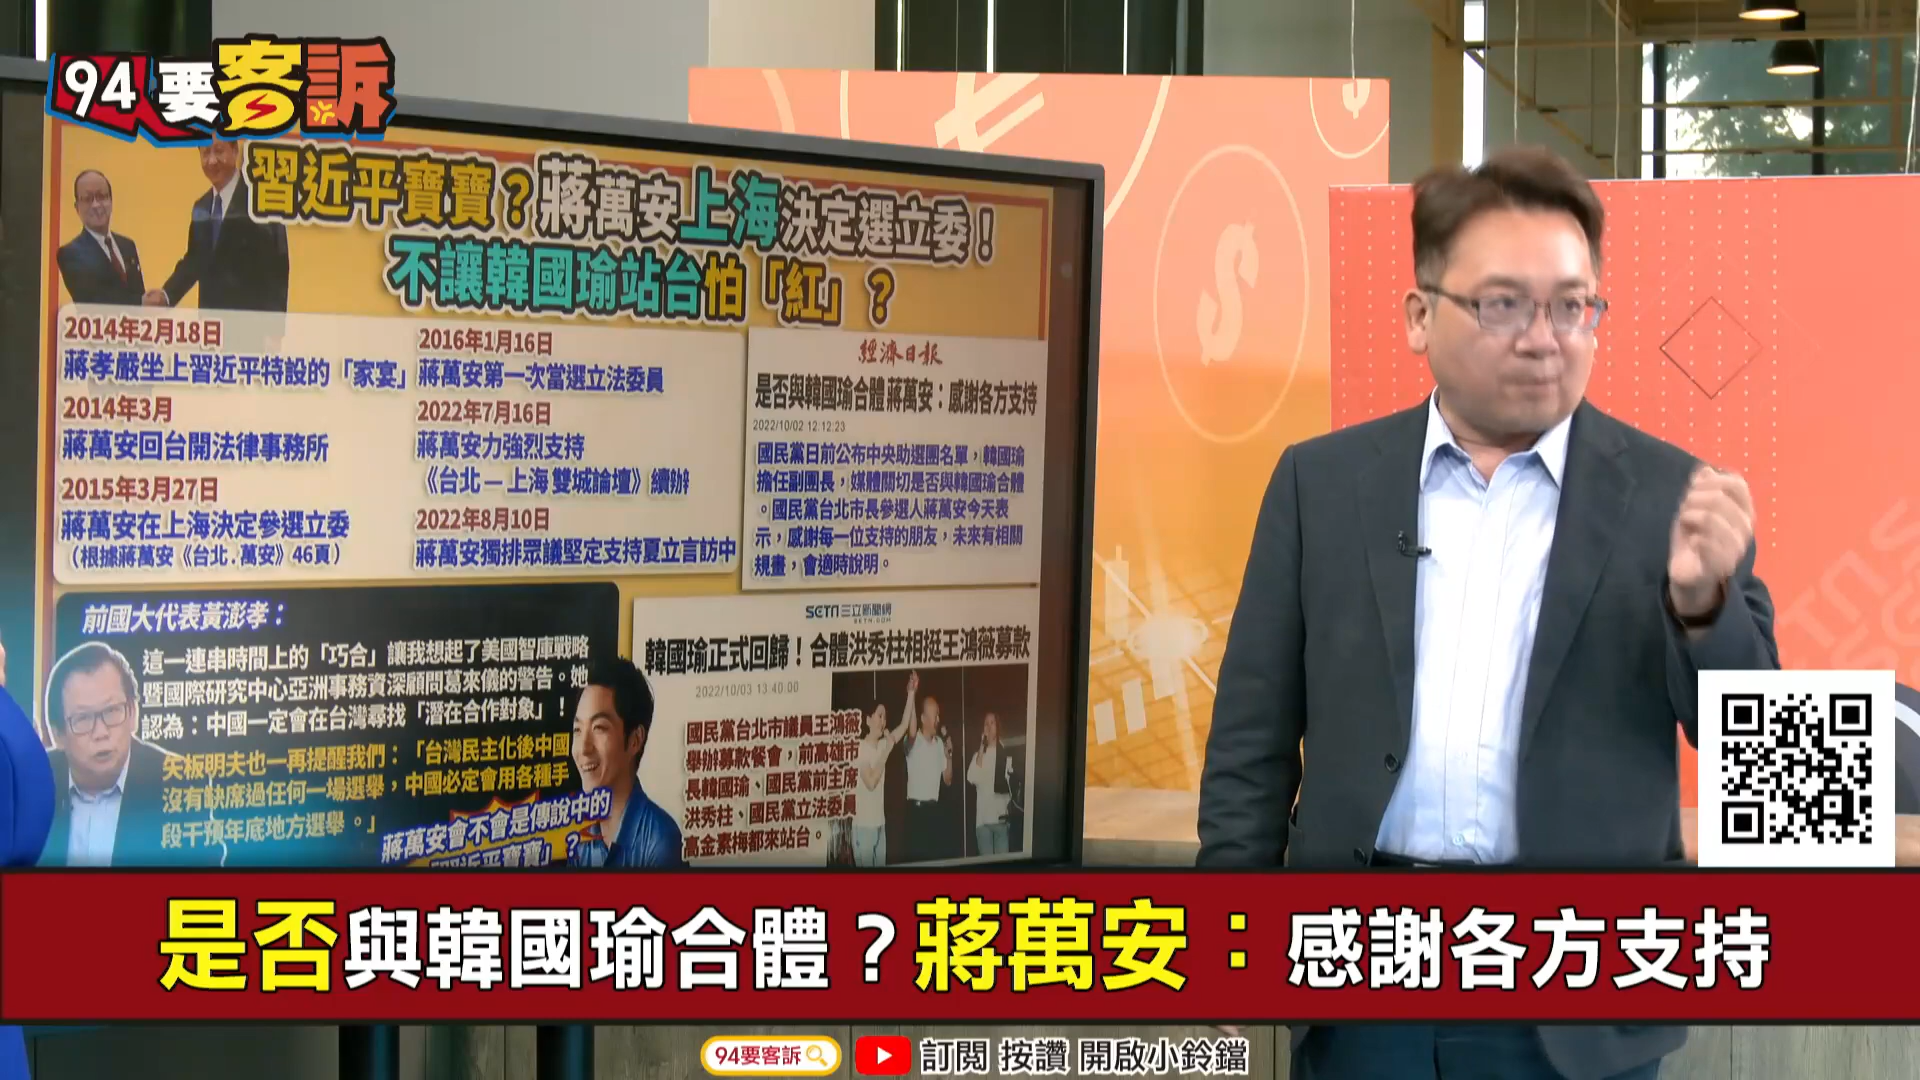 94要客訴
習近平寶寶？蔣萬安上海決定選立委！
不讓韓國瑜站台怕「紅」？
2014年2月18日
蔣孝嚴坐上習近平特設的「家宴」
2014年3月
蔣萬安回台開法律事務所
2015年3月27日
蔣萬安在上海決定參選立委
（根據蔣萬安《台北.萬安》46頁）
2016年1月16日
蔣萬安第一次當選立法委員
2022年7月16日
蔣萬安力強烈支持
《台北－上海 雙城論壇》續辦
2022年8月10日
蔣萬安獨排眾議堅定支持夏立言訪中
經濟日報
是否與韓國瑜合體 蔣萬安：感謝各方支持
2022/10/02 12:12:23
國民黨日前公布中央助選團名單，韓國瑜
擔任副團長，媒體關切是否與韓國瑜合體
。國民黨台北市長參選人蔣萬安今天表
示，感謝每一位支持的朋友，未來有相關
規畫，會適時說明。
前國大代表黃澎孝：
這一連串時間上的「巧合」讓我想起了美國智庫戰略
暨國際研究中心亞洲事務資深顧問葛來儀的警告。她
認為：中國一定會在台灣尋找「潛在合作對象」！
矢板明夫也一再提醒我們：「台灣民主化後中國
沒有缺席過任何一場選舉，中國必定會用各種手
段干預年底地方選舉。」
蔣萬安會不會是傳說中的
「習近平寶寶」？
SETN三立新聞網
SETN.COM
韓國瑜正式回歸！合體洪秀柱相挺王鴻薇募款
2022/10/03 13:40:00
國民黨台北市議員王鴻薇
舉辦募款餐會，前高雄市
長韓國瑜、國民黨前主席
洪秀柱、國民黨立法委員
高金素梅都來站台。
是否與韓國瑜合體？蔣萬安：感謝各方支持
94要客訴
訂閱 按讚 開啟小鈴鐺